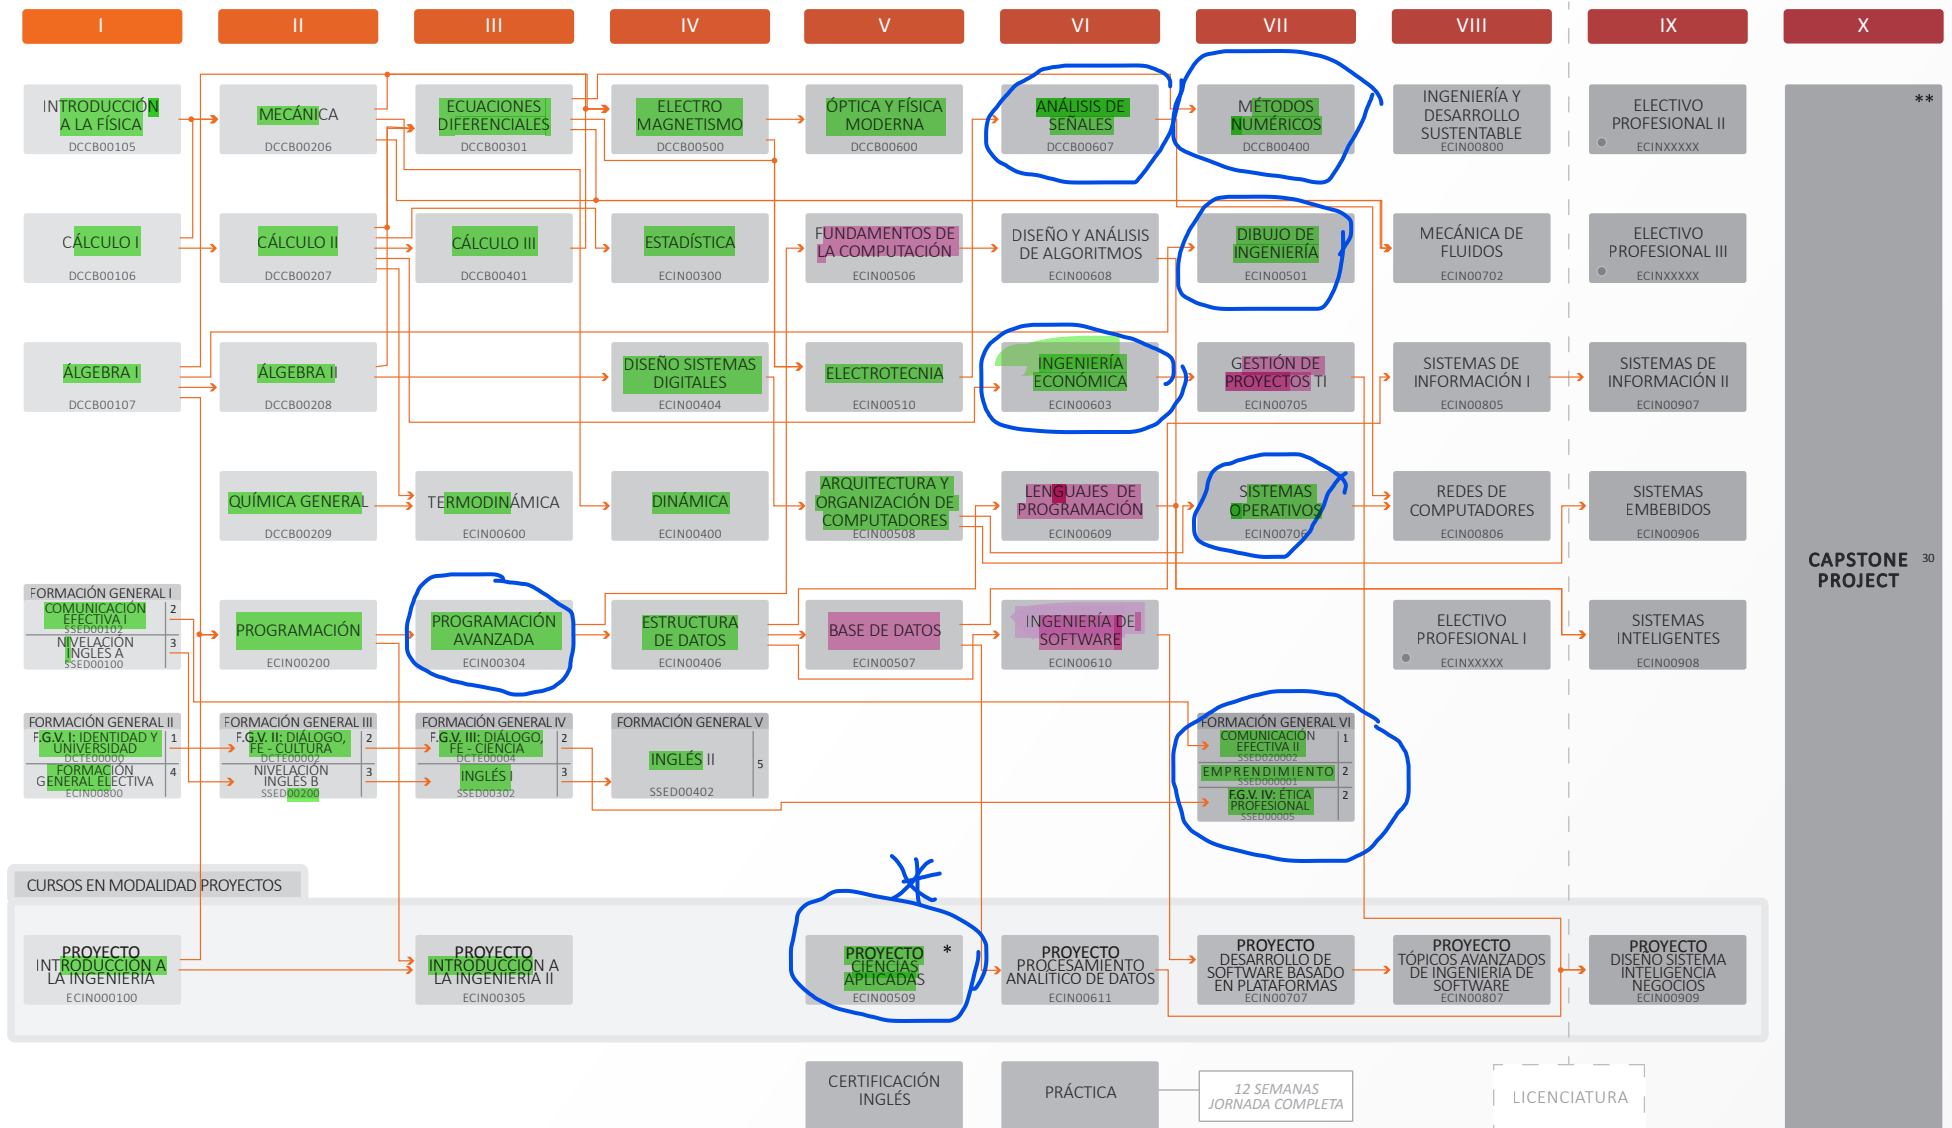 I
II
III
IV
V
VI
VII
VIII
IX
X
INTRODUCCIÓN
A LA FÍSICA
DCCB00105
MECÁNICA
DCCB00206
ECUACIONES
DIFERENCIALES
DCCB00301
ELECTRO
MAGNETISMO
DCCB00500
ÓPTICA Y FÍSICA
MODERNA
DCCB00600
ANÁLISIS DE
SEÑALES
DCCB00607
MÉTODOS
NUMÉRICOS
DCCB00400
INGENIERÍA Y
DESARROLLO
SUSTENTABLE
ECIN00800
ELECTIVO
PROFESIONAL II
ECINXXXXX
**
CÁLCULO I
DCCB00106
CÁLCULO II
DCCB00207
CÁLCULO III
DCCB00401
ESTADÍSTICA
ECIN00300
FUNDAMENTOS DE
LA COMPUTACIÓN
ECIN00506
DISEÑO Y ANÁLISIS
DE ALGORITMOS
ECIN00608
DIBUJO DE
INGENIERÍA
ECIN00501
MECÁNICA DE
FLUIDOS
ECIN00702
ELECTIVO
PROFESIONAL III
ECINXXXXX
ÁLGEBRA I
DCCB00107
ÁLGEBRA II
DCCB00208
DISEÑO SISTEMAS
DIGITALES
ECIN00404
ELECTROTECNIA
ECIN00510
INGENIERÍA
ECONÓMICA
ECIN00603
GESTIÓN DE
PROYECTOS TI
ECIN00705
SISTEMAS DE
INFORMACIÓN I
ECIN00805
SISTEMAS DE
INFORMACIÓN II
ECIN00907
QUÍMICA GENERAL
DCCB00209
TERMODINÁMICA
ECIN00600
DINÁMICA
ECIN00400
ARQUITECTURA Y
ORGANIZACIÓN DE
COMPUTADORES
ECIN00508
LENGUAJES DE
PROGRAMACIÓN
ECIN00609
SISTEMAS
OPERATIVOS
ECIN00706
REDES DE
COMPUTADORES
ECIN00806
SISTEMAS
EMBEBIDOS
ECIN00906
CAPSTONE
PROJECT
30
FORMACIÓN GENERAL I
COMUNICACIÓN
EFECTIVA I
SSED00102
2
NIVELACIÓN
INGLÉS A
SSED00100
3
PROGRAMACIÓN
ECIN00200
PROGRAMACIÓN
AVANZADA
ECIN00304
ESTRUCTURA
DE DATOS
ECIN00406
BASE DE DATOS
ECIN00507
INGENIERÍA DE
SOFTWARE
ECIN00610
ELECTIVO
PROFESIONAL I
ECINXXXXX
SISTEMAS
INTELIGENTES
ECIN00908
FORMACIÓN GENERAL II
F.G.V. I: IDENTIDAD Y
UNIVERSIDAD
DCTE00000
1
FORMACIÓN
GENERAL ELECTIVA
ECIN00800
4
FORMACIÓN GENERAL III
F.G.V. II: DIÁLOGO,
FE - CULTURA
DCTE00002
2
NIVELACIÓN
INGLÉS B
SSED00200
3
FORMACIÓN GENERAL IV
F.G.V. III: DIÁLOGO,
FE - CIENCIA
DCTE00004
2
INGLÉS I
SSED00302
3
FORMACIÓN GENERAL V
INGLÉS II
SSED00402
5
FORMACIÓN GENERAL VI
COMUNICACIÓN
EFECTIVA II
SSED020002
1
EMPRENDIMIENTO
SSED000001
2
F.G.V. IV: ÉTICA
PROFESIONAL
SSED00005
2
CURSOS EN MODALIDAD PROYECTOS
PROYECTO
INTRODUCCIÓN A
LA INGENIERÍA
ECIN000100
PROYECTO
INTRODUCCIÓN A
LA INGENIERÍA II
ECIN00305
PROYECTO *
CIENCIAS
APLICADAS
ECIN00509
PROYECTO
PROCESAMIENTO
ANALÍTICO DE DATOS
ECIN00611
PROYECTO
DESARROLLO DE
SOFTWARE BASADO
EN PLATAFORMAS
ECIN00707
PROYECTO
TÓPICOS AVANZADOS
DE INGENIERÍA DE
SOFTWARE
ECIN00807
PROYECTO
DISEÑO SISTEMA
INTELIGENCIA
NEGOCIOS
ECIN00909
CERTIFICACIÓN
INGLÉS
PRÁCTICA
12 SEMANAS
JORNADA COMPLETA
LICENCIATURA